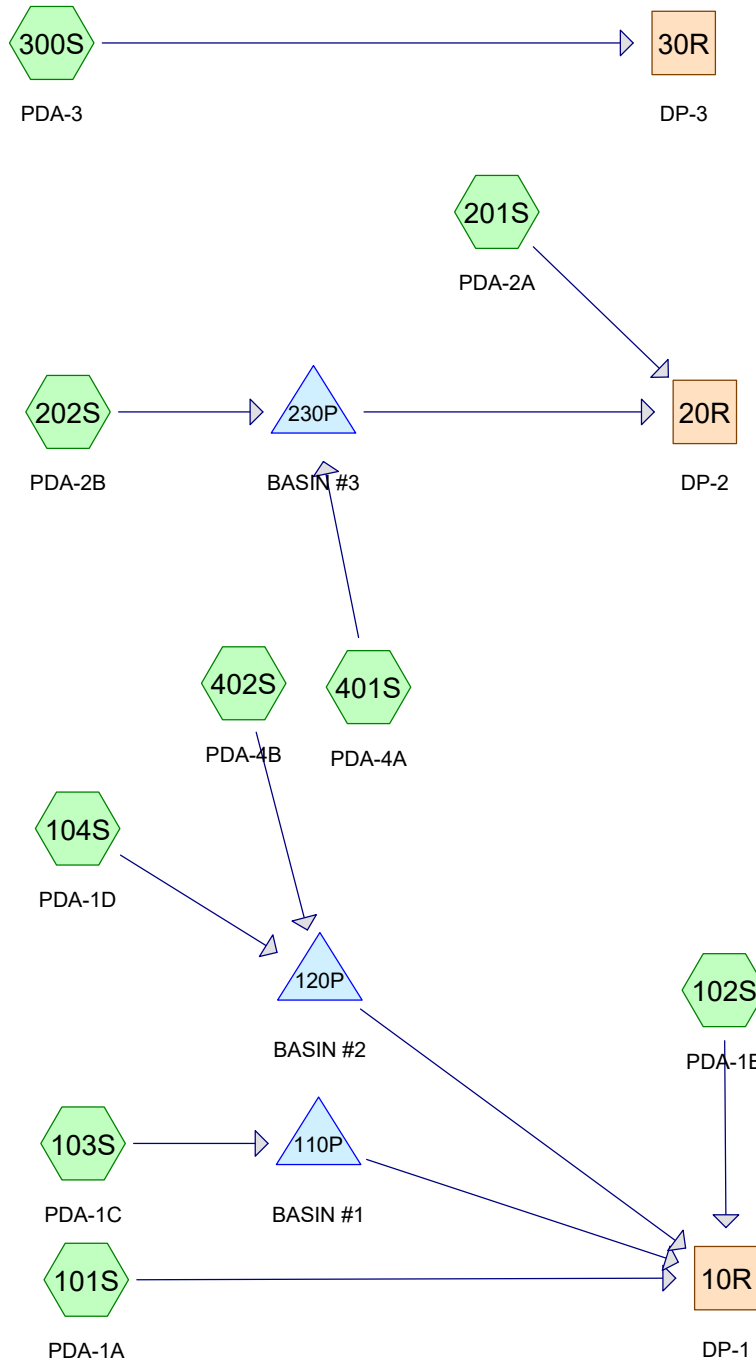 300S
PDA-3
30R
DP-3
201S
PDA-2A
202S
PDA-2B
230P
BASIN #3
20R
DP-2
402S
PDA-4B
401S
PDA-4A
104S
PDA-1D
120P
BASIN #2
102S
PDA-1B
103S
PDA-1C
110P
BASIN #1
101S
PDA-1A
10R
DP-1